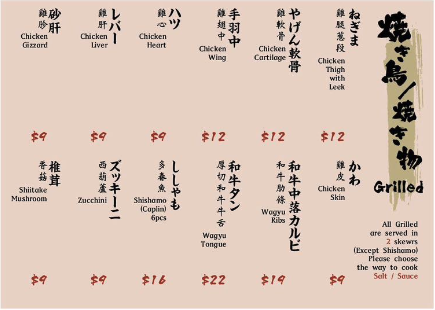 焼き鳥/焼き物
Grilled
ねぎま
雞腿葱段
Chicken
Thigh
with
Leek
$12
やげん軟骨
雞軟骨
Chicken
Cartilage
$12
手羽中
雞翅中
Chicken
Wing
$12
ハツ
雞心
Chicken
Heart
$9
レバー
雞肝
Chicken
Liver
$9
砂肝
雞胗
Chicken
Gizzard
$9
かわ
雞皮
Chicken
Skin
$9
和牛中落カルビ
和牛肋條
Wagyu
Ribs
$19
和牛タン
厚切和牛牛舌
Wagyu
Tongue
$22
ししゃも
多春魚
Shishamo
(Caplin)
6pcs
$16
ズッキーニ
西葫蘆
Zucchini
$9
椎茸
香菇
Shiitake
Mushroom
$9
All Grilled
are served in
2 skewrs
(Except Shishamo)
Please choose
the way to cook
Salt / Sauce